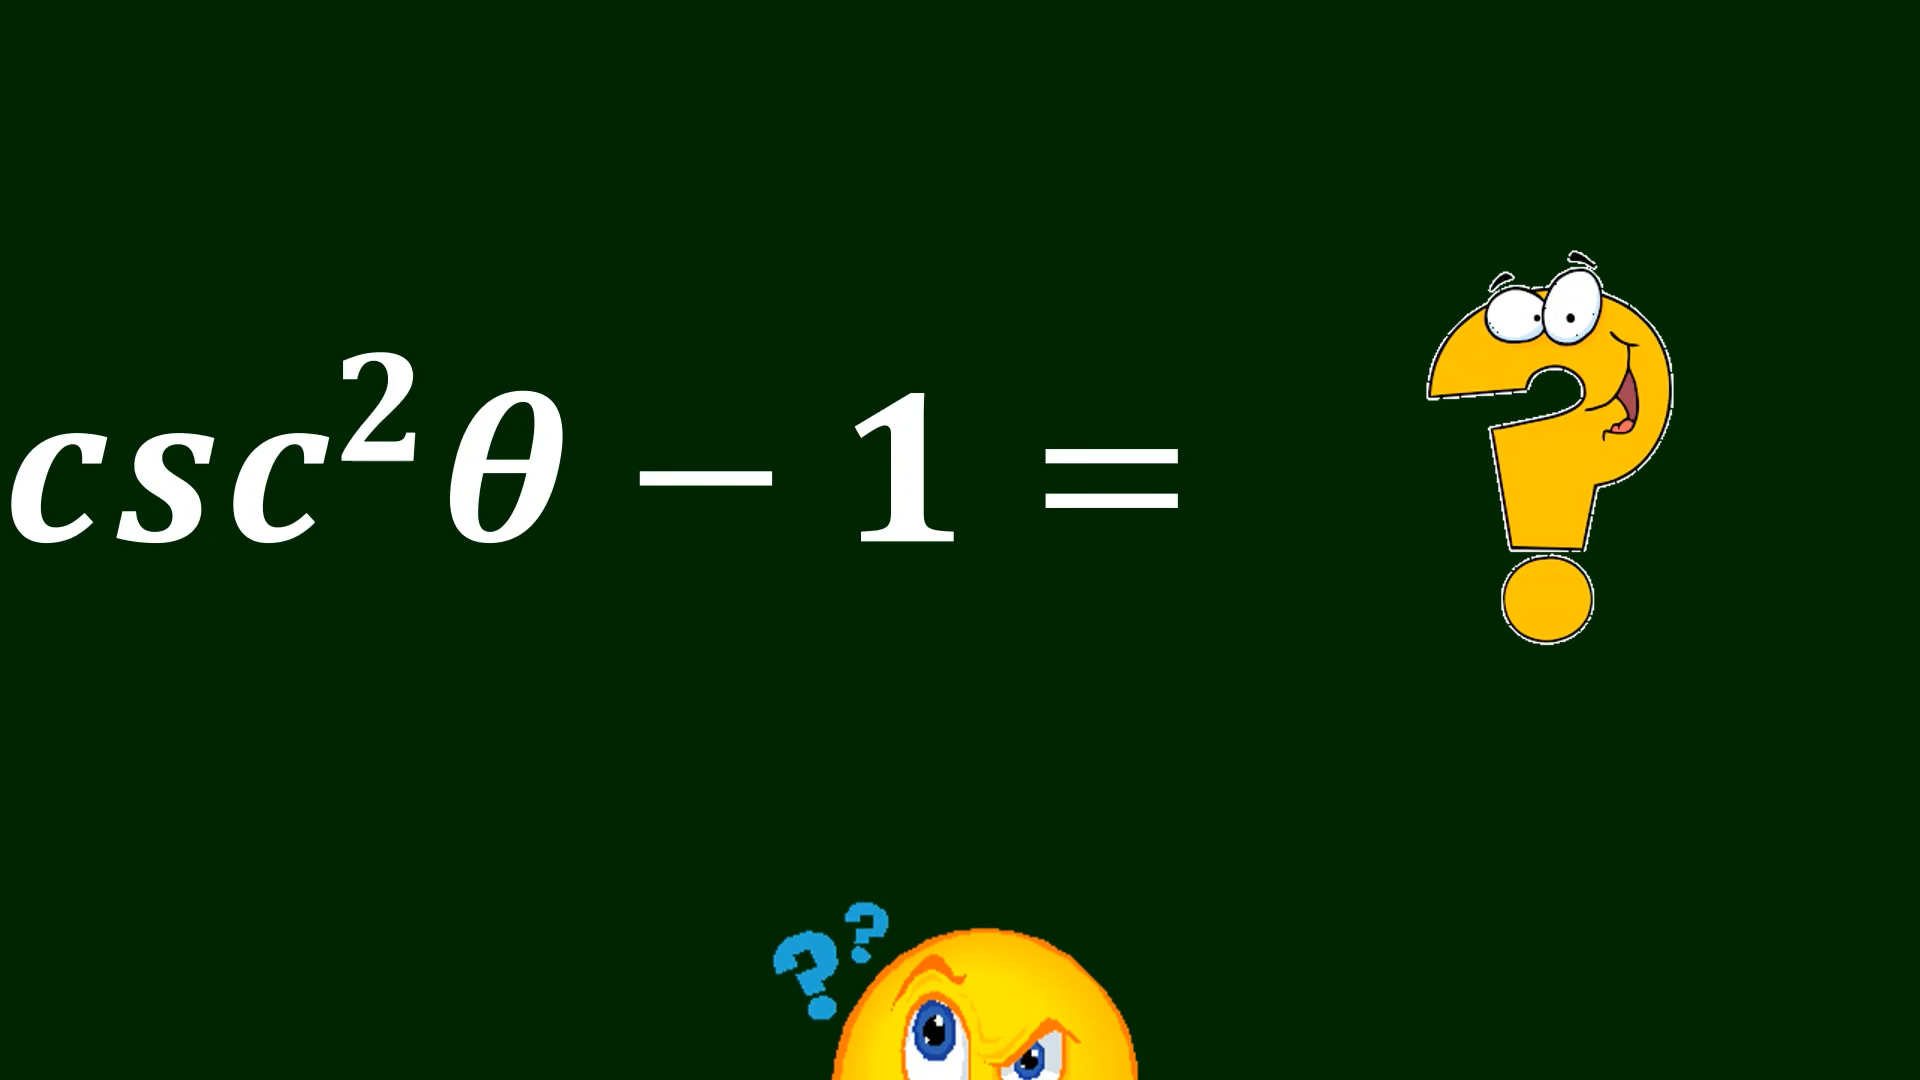 csc²θ − 1 = ?
? ?